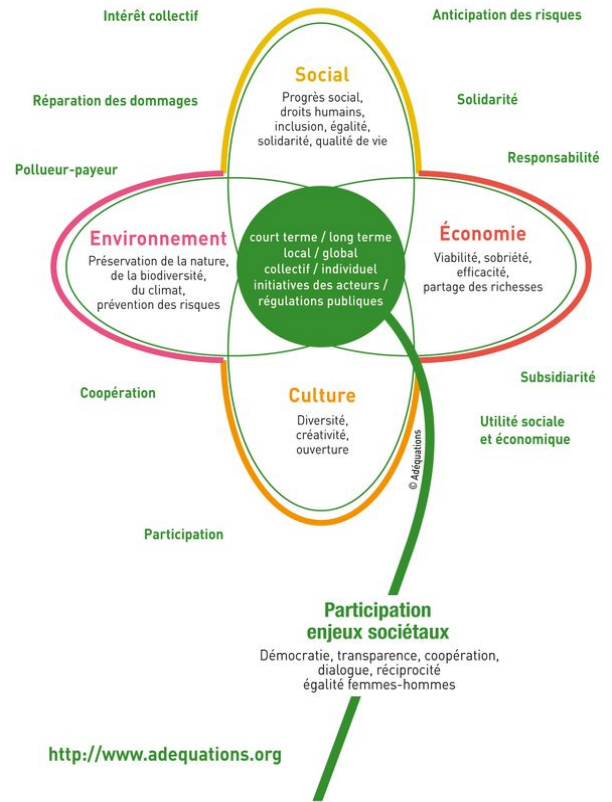 Intérêt collectif
Anticipation des risques
Social
Progrès social,
droits humains,
inclusion, égalité,
solidarité, qualité de vie
Réparation des dommages
Solidarité
Pollueur-payeur
Responsabilité
Environnement
Préservation de la nature,
de la biodiversité,
du climat,
prévention des risques
court terme / long terme
local / global
collectif / individuel
initiatives des acteurs /
régulations publiques
Économie
Viabilité, sobriété,
efficacité,
partage des richesses
Coopération
Culture
Diversité,
créativité,
ouverture
Subsidiarité
Utilité sociale
et économique
© Adéquations
Participation
Participation
enjeux sociétaux
Démocratie, transparence, coopération,
dialogue, réciprocité
égalité femmes-hommes
http://www.adequations.org